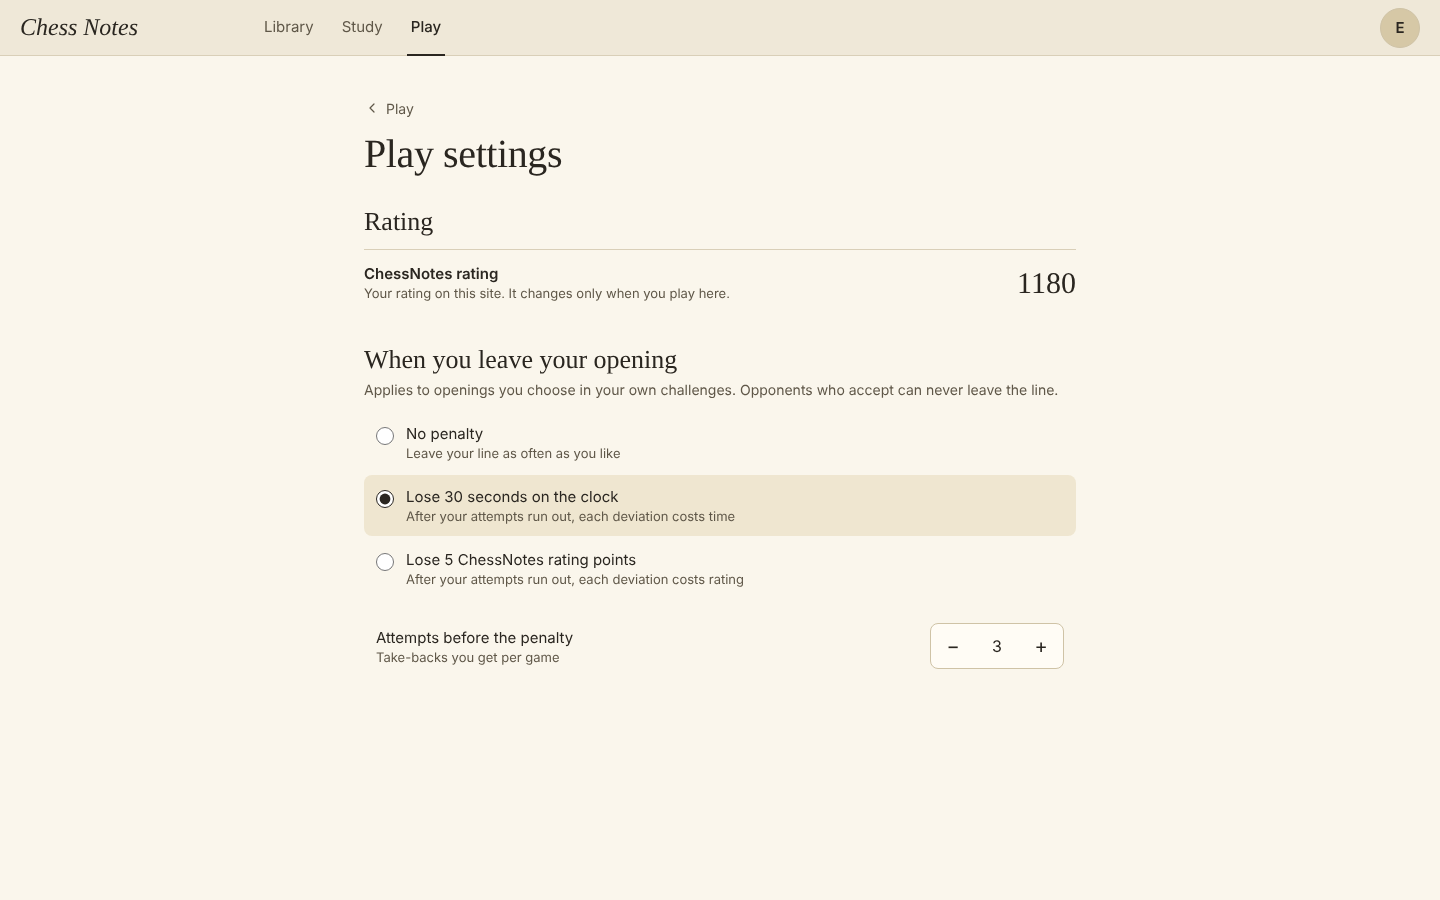 Chess Notes
Library
Study
Play
E
Play
Play settings
Rating
ChessNotes rating
Your rating on this site. It changes only when you play here.
1180
When you leave your opening
Applies to openings you choose in your own challenges. Opponents who accept can never leave the line.
No penalty
Leave your line as often as you like
Lose 30 seconds on the clock
After your attempts run out, each deviation costs time
Lose 5 ChessNotes rating points
After your attempts run out, each deviation costs rating
Attempts before the penalty
Take-backs you get per game
− 3 +